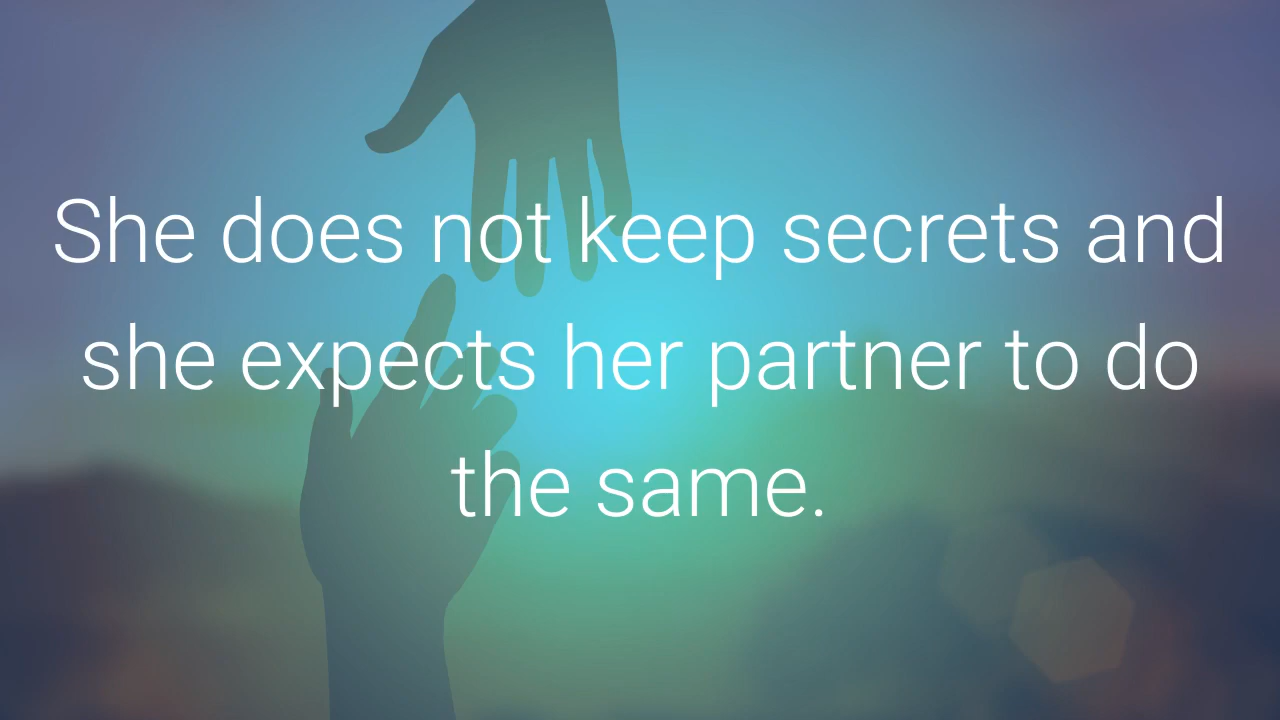 She does not keep secrets and
she expects her partner to do
the same.